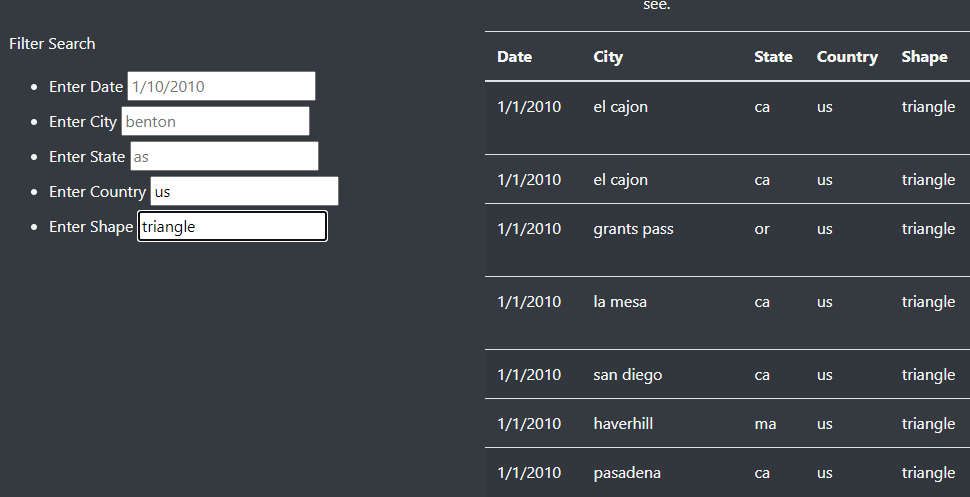 see.
Filter Search
Enter Date 1/10/2010
Enter City benton
Enter State as
Enter Country us
Enter Shape triangle
Date City State Country Shape
1/1/2010 el cajon ca us triangle
1/1/2010 el cajon ca us triangle
1/1/2010 grants pass or us triangle
1/1/2010 la mesa ca us triangle
1/1/2010 san diego ca us triangle
1/1/2010 haverhill ma us triangle
1/1/2010 pasadena ca us triangle